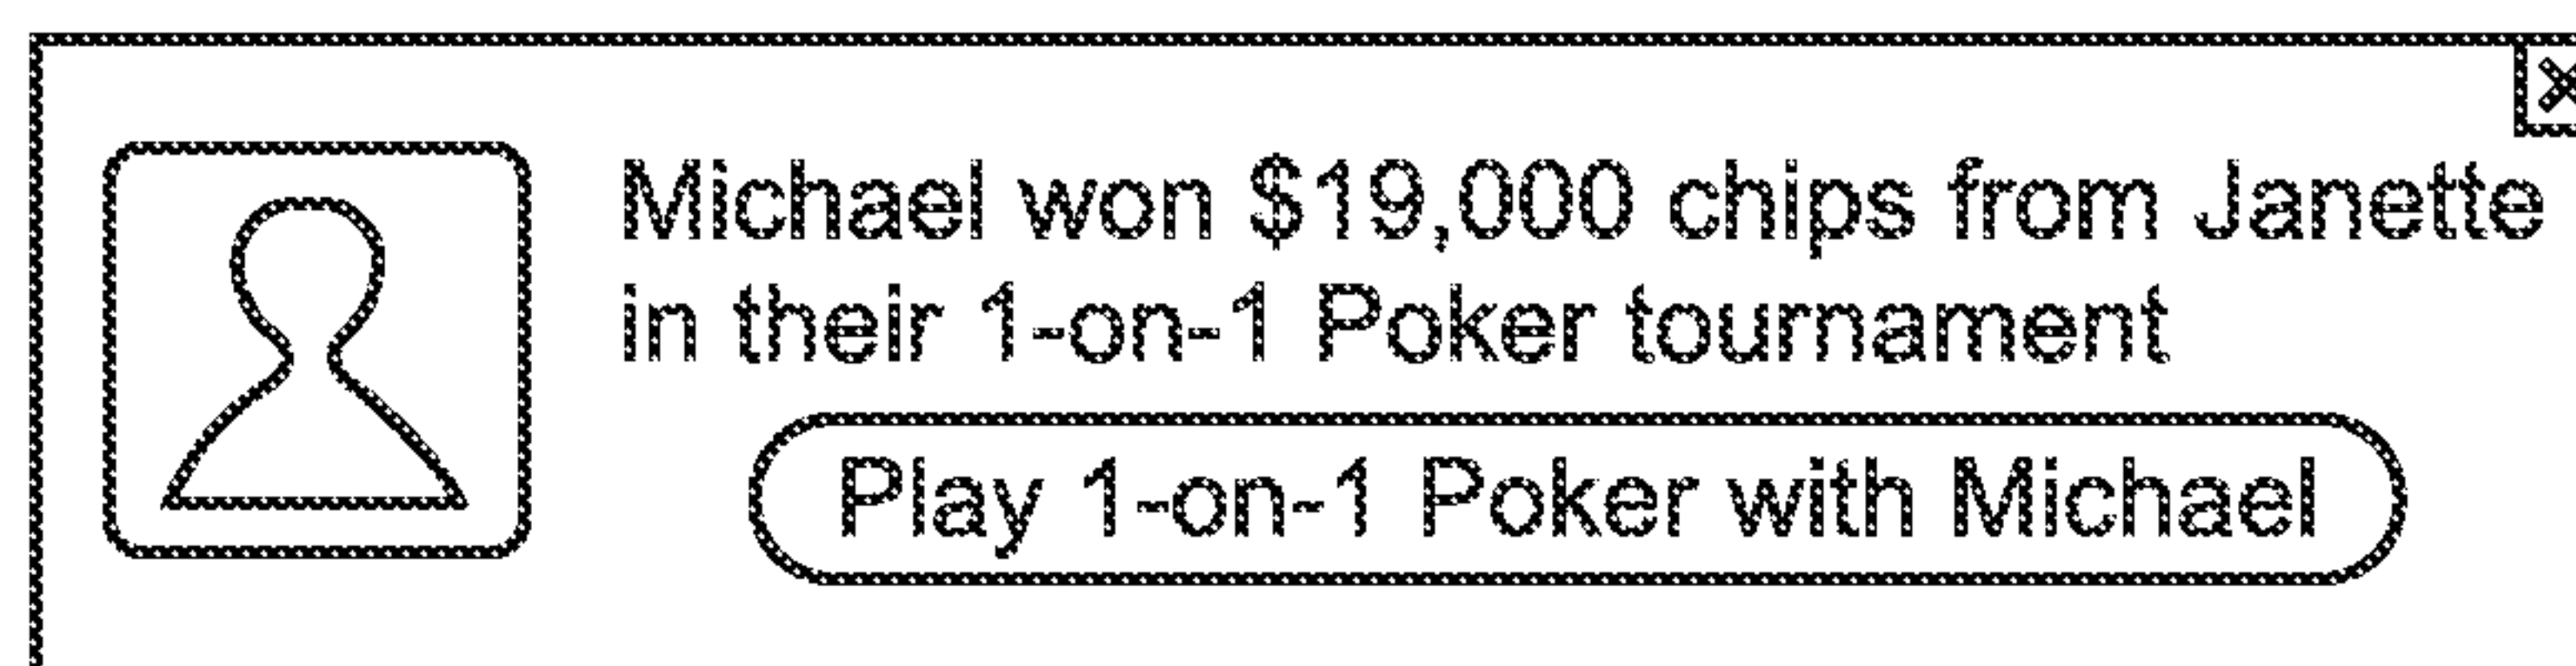 Michael won $19,000 chips from Janette
in their 1-on-1 Poker tournament
Play 1-on-1 Poker with Michael